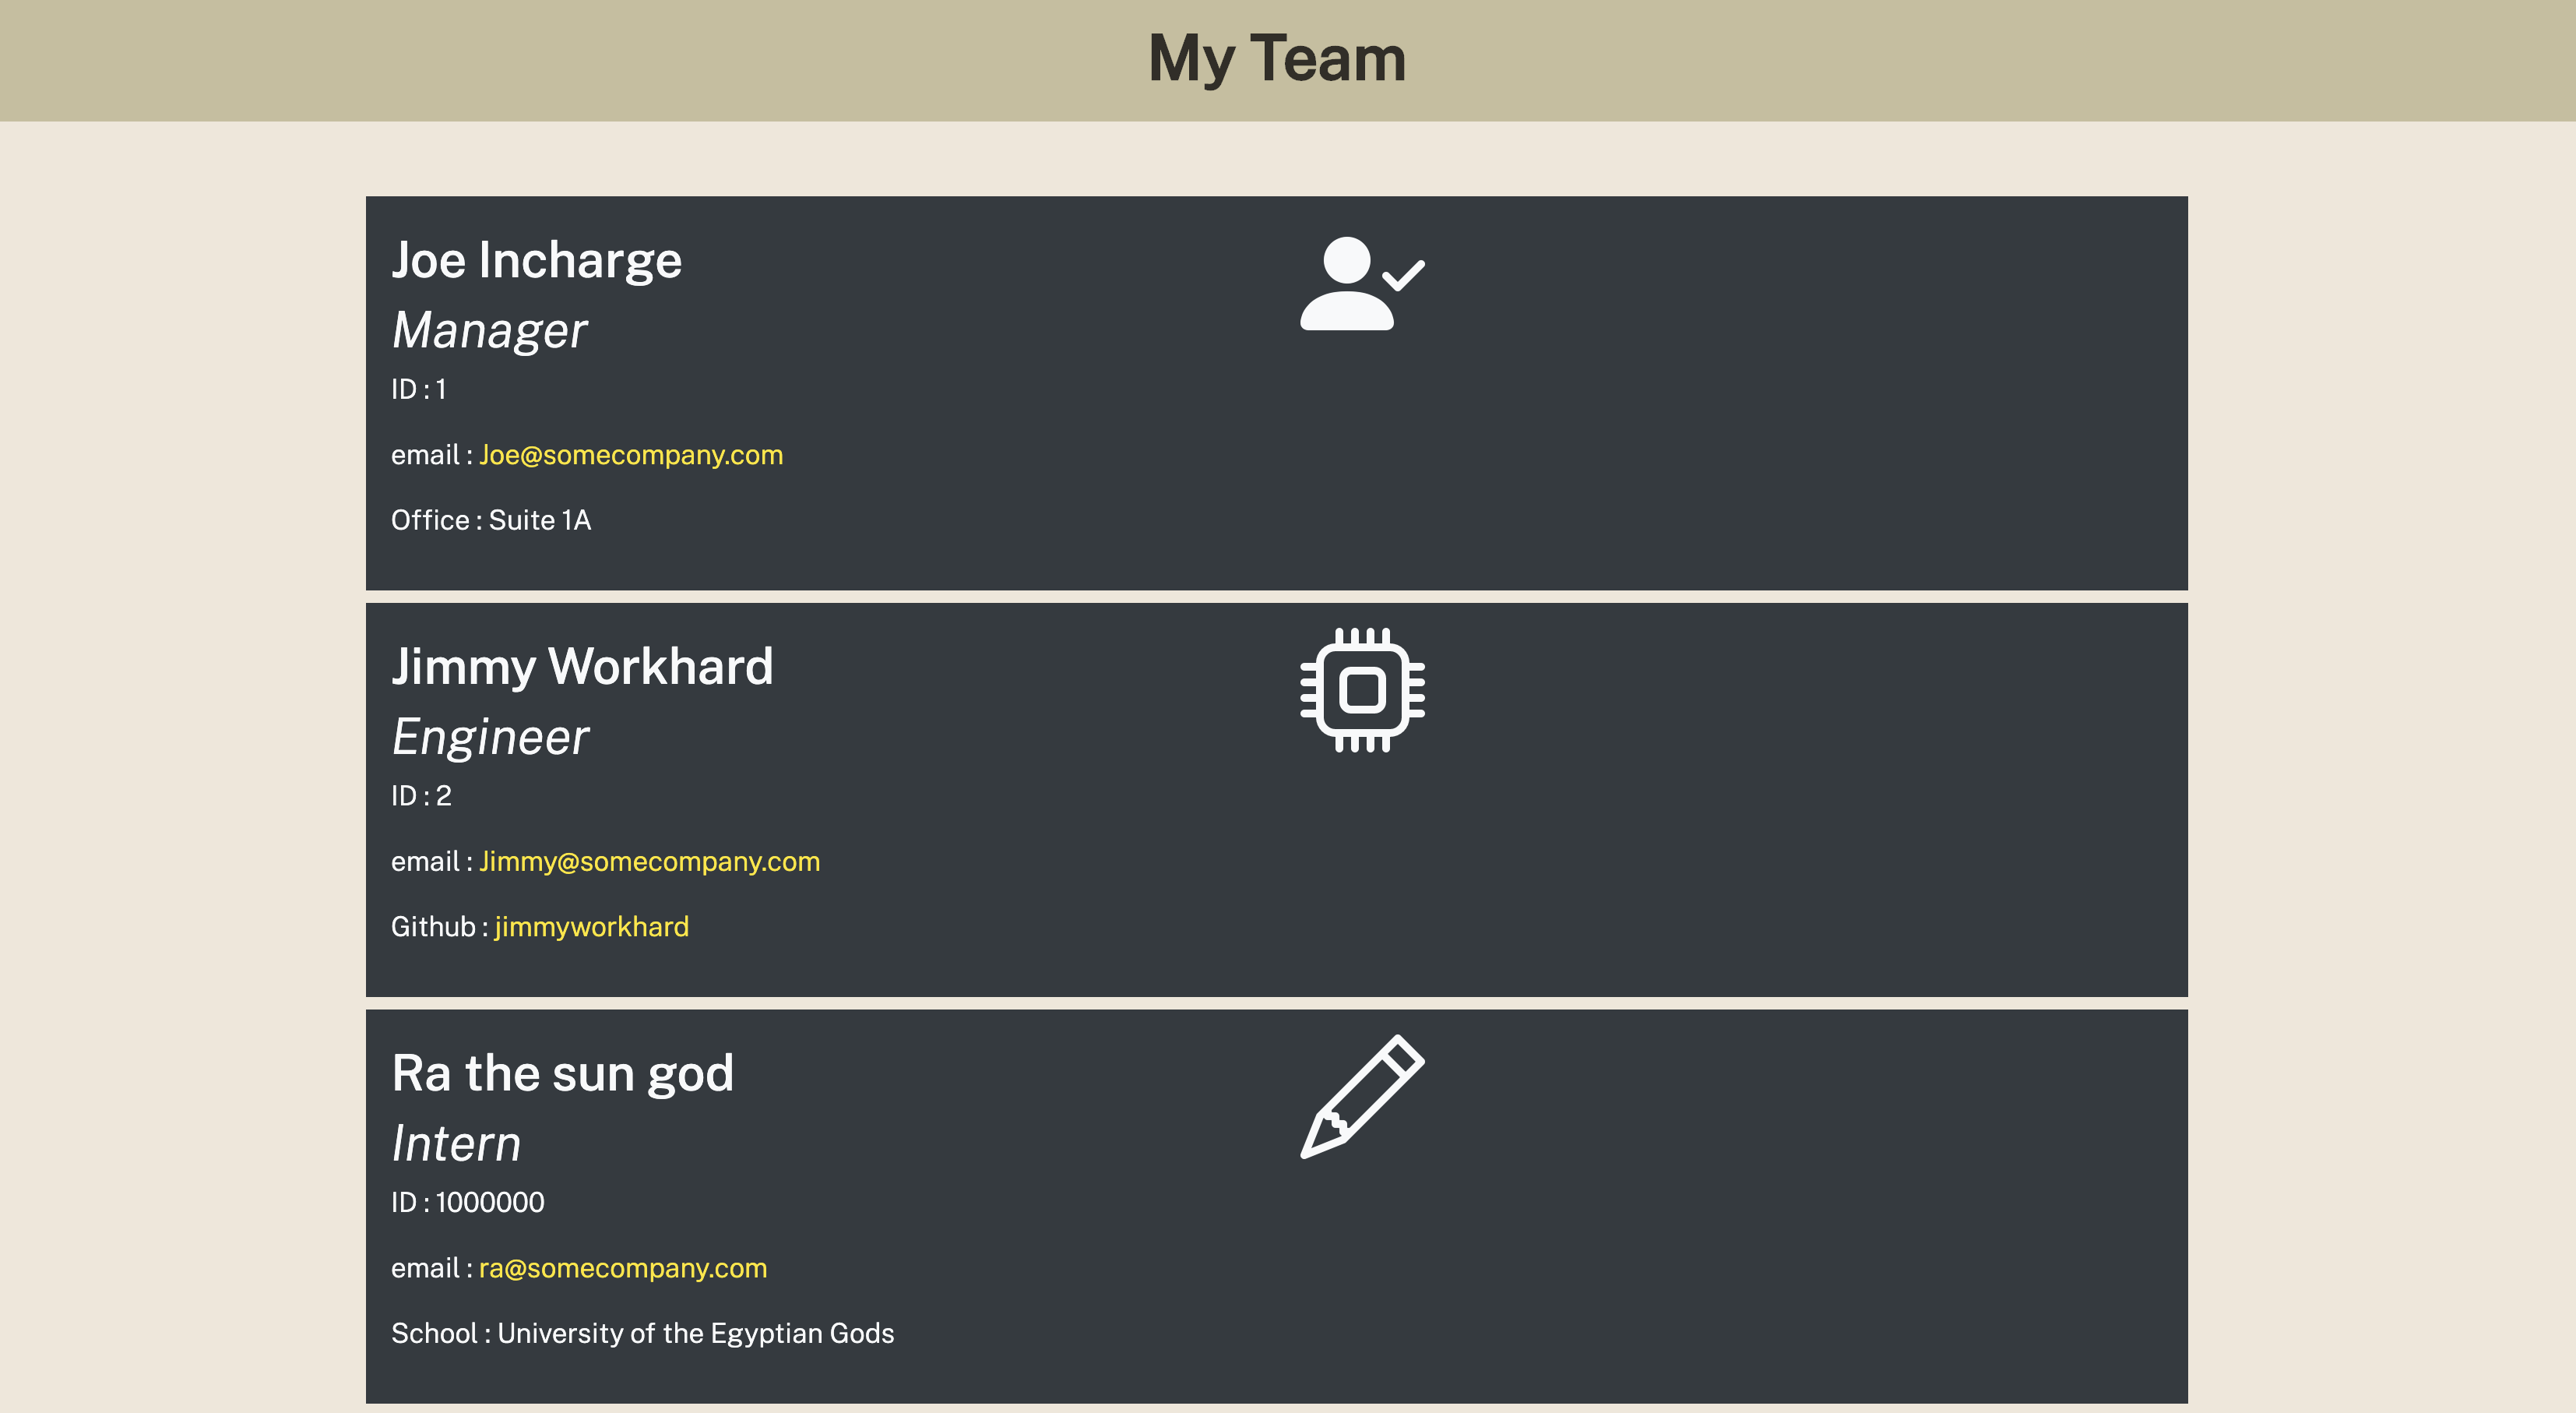 My Team
Joe Incharge
Manager
ID : 1
email : Joe@somecompany.com
Office : Suite 1A
Jimmy Workhard
Engineer
ID : 2
email : Jimmy@somecompany.com
Github : jimmyworkhard
Ra the sun god
Intern
ID : 1000000
email : ra@somecompany.com
School : University of the Egyptian Gods